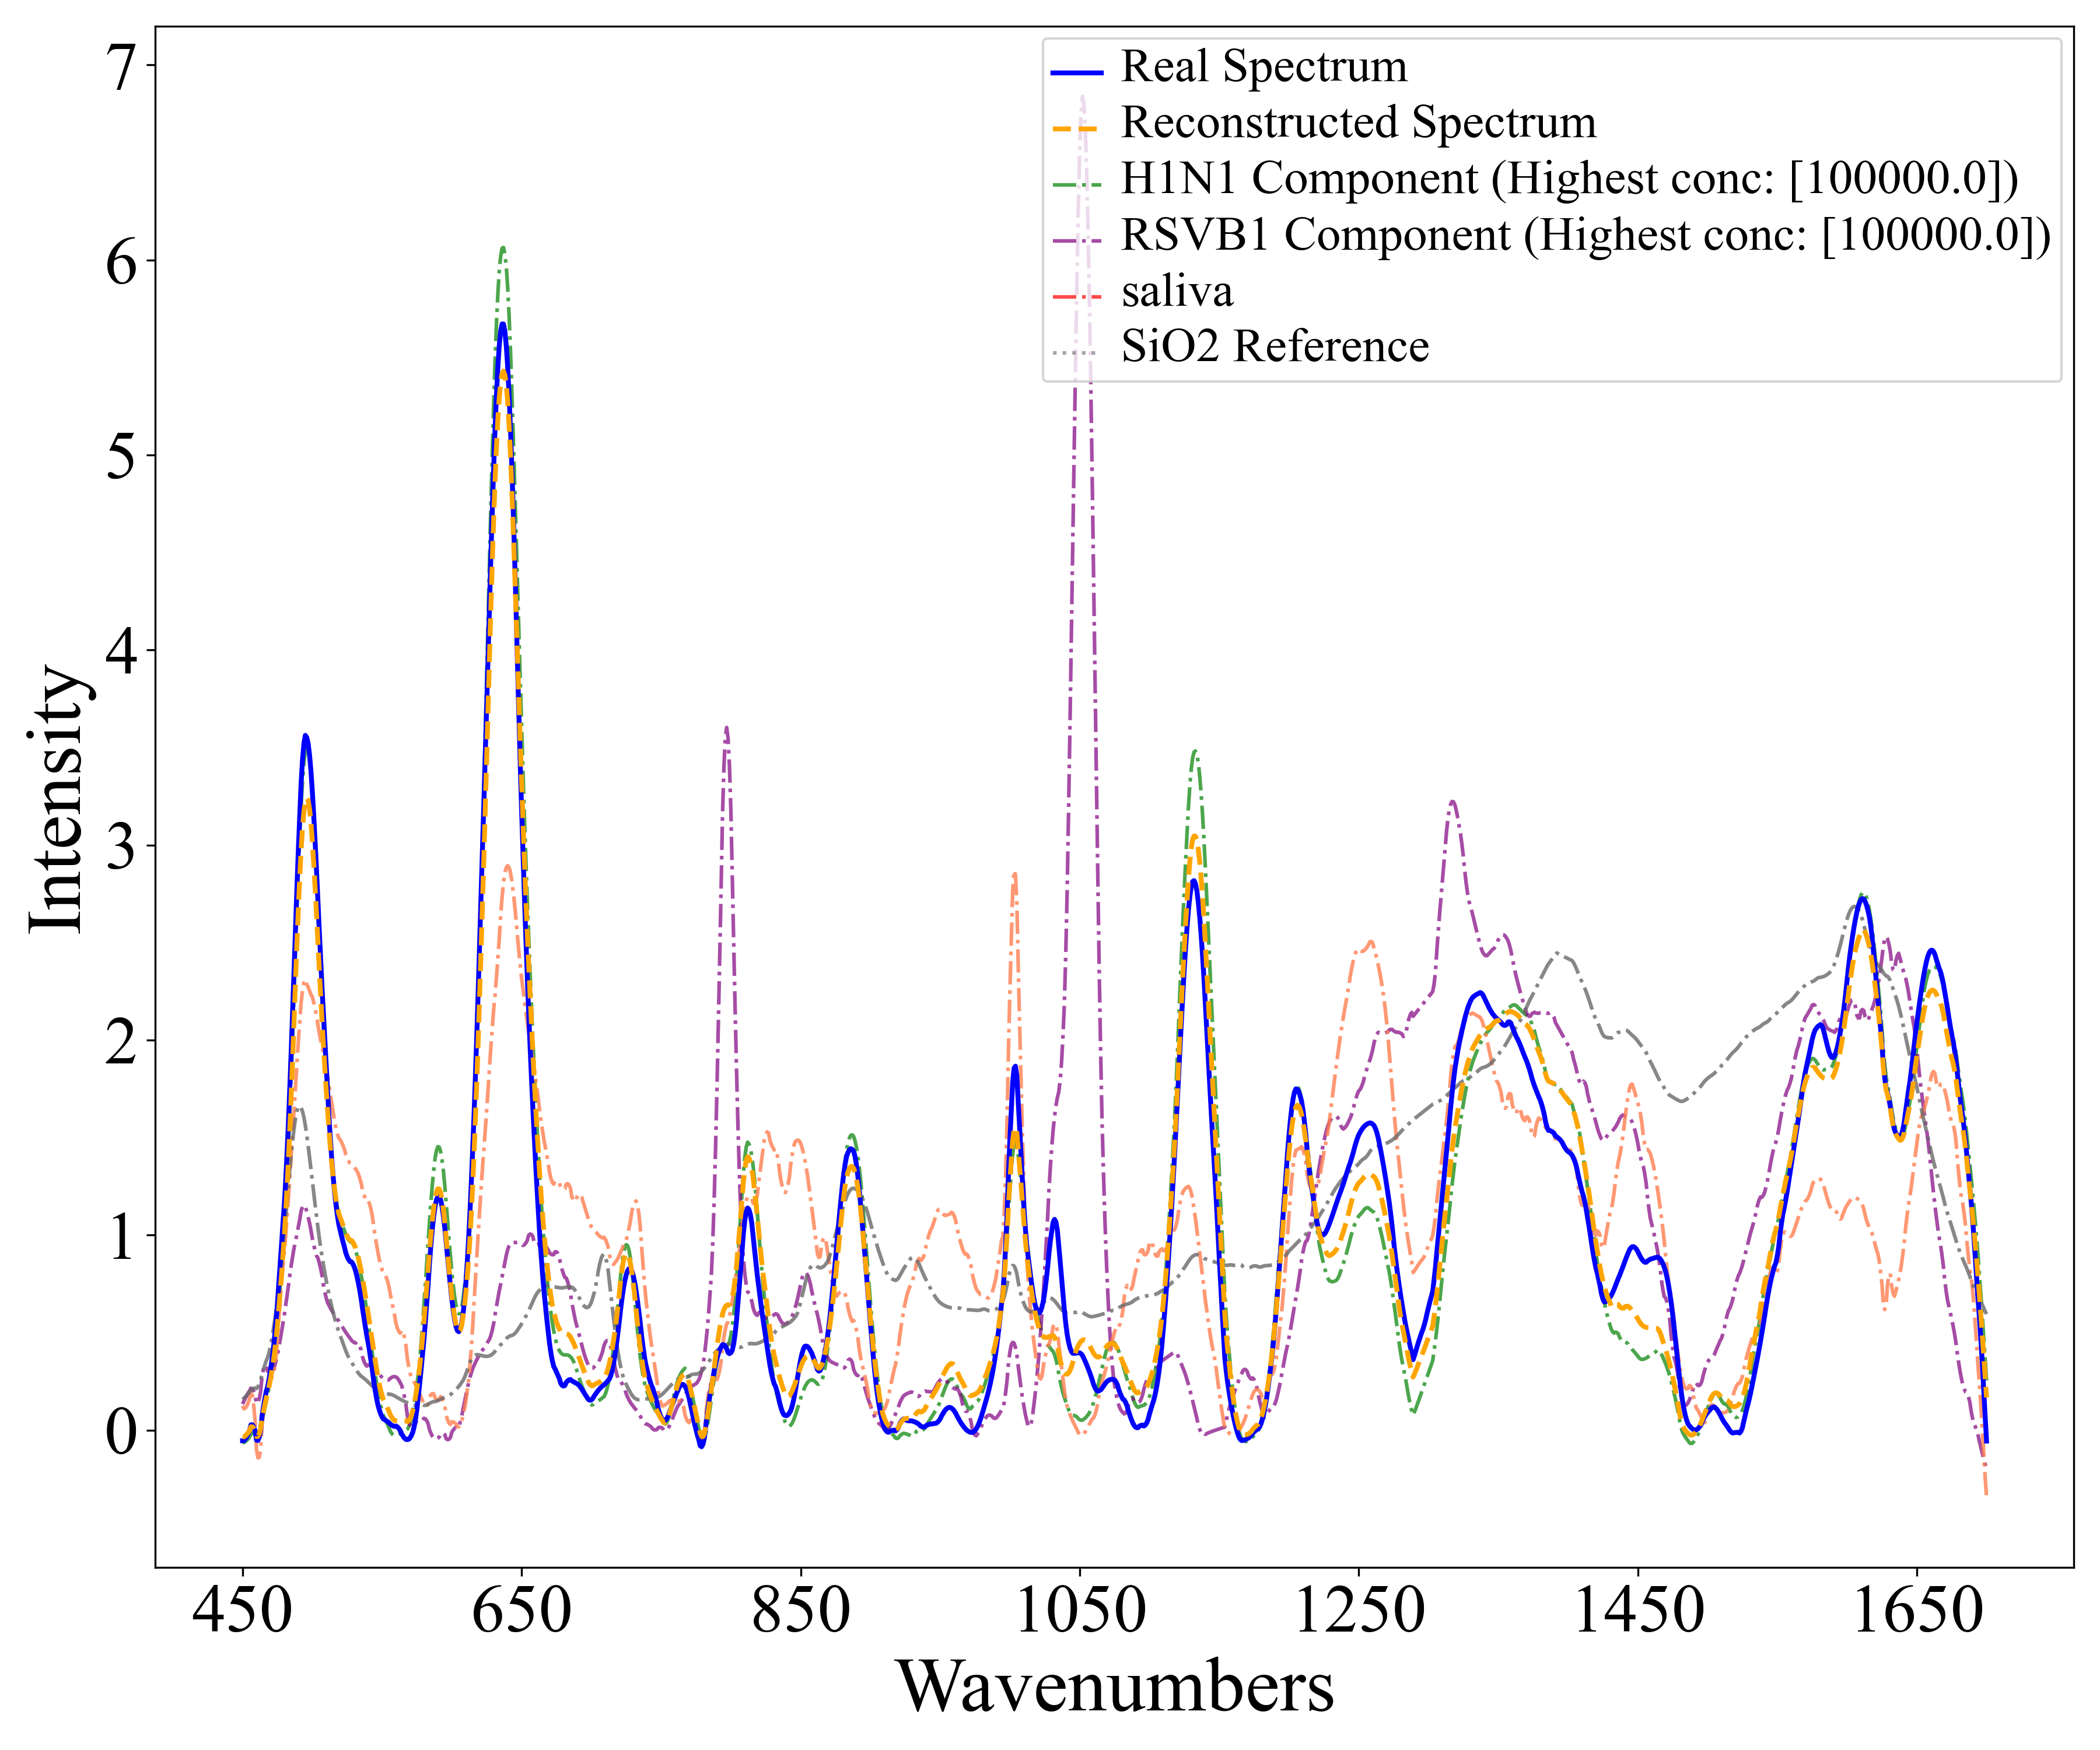 7
6
5
4
3
2
1
0
Intensity
Real Spectrum
Reconstructed Spectrum
H1N1 Component (Highest conc: [100000.0])
RSVB1 Component (Highest conc: [100000.0])
saliva
SiO2 Reference
450 650 850 1050 1250 1450 1650
Wavenumbers